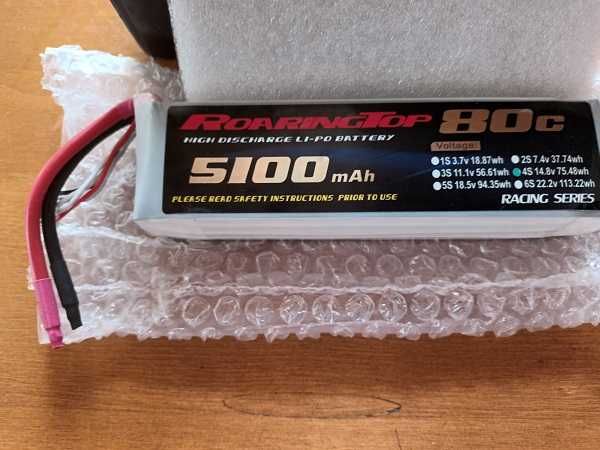 ROARINGTOP 80C
HIGH DISCHARGE LI-PO BATTERY
Voltage:
5100 mAh
1S 3.7v 18.87wh 2S 7.4v 37.74wh
3S 11.1v 56.61wh 4S 14.8v 75.48wh
5S 18.5v 94.35wh 6S 22.2v 113.22wh
PLEASE READ SAFETY INSTRUCTIONS PRIOR TO USE
RACING SERIES